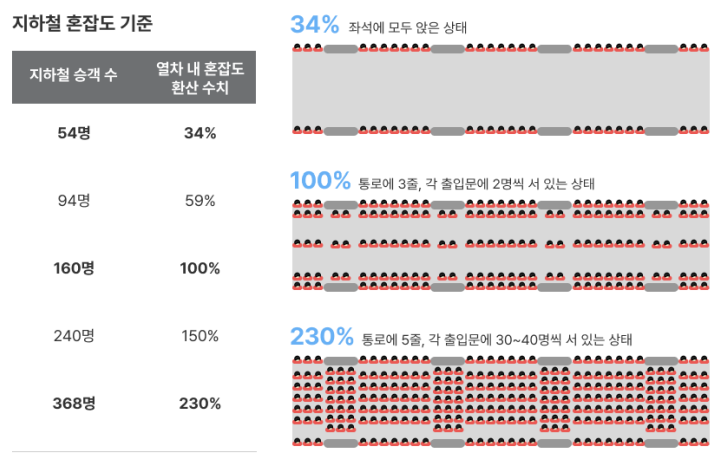 지하철 혼잡도 기준
지하철 승객 수
열차 내 혼잡도
환산 수치
54명 34%
94명 59%
160명 100%
240명 150%
368명 230%
34% 좌석에 모두 앉은 상태
100% 통로에 3줄, 각 출입문에 2명씩 서 있는 상태
230% 통로에 5줄, 각 출입문에 30~40명씩 서 있는 상태